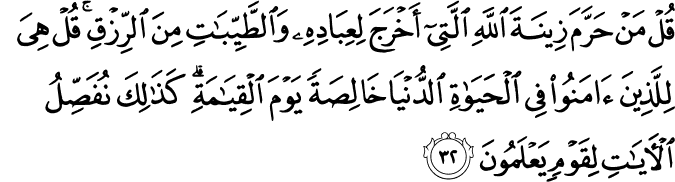 قُلۡ مَنۡ حَرَّمَ زِينَةَ ٱللَّهِ ٱلَّتِيٓ أَخۡرَجَ لِعِبَادِهِۦ وَٱلطَّيِّبَٰتِ مِنَ ٱلرِّزۡقِۚ قُلۡ هِيَ
لِلَّذِينَ ءَامَنُواْ فِي ٱلۡحَيَوٰةِ ٱلدُّنۡيَا خَالِصَةٗ يَوۡمَ ٱلۡقِيَٰمَةِۗ كَذَٰلِكَ نُفَصِّلُ
ٱلۡأٓيَٰتِ لِقَوۡمٖ يَعۡلَمُونَ ٣٢